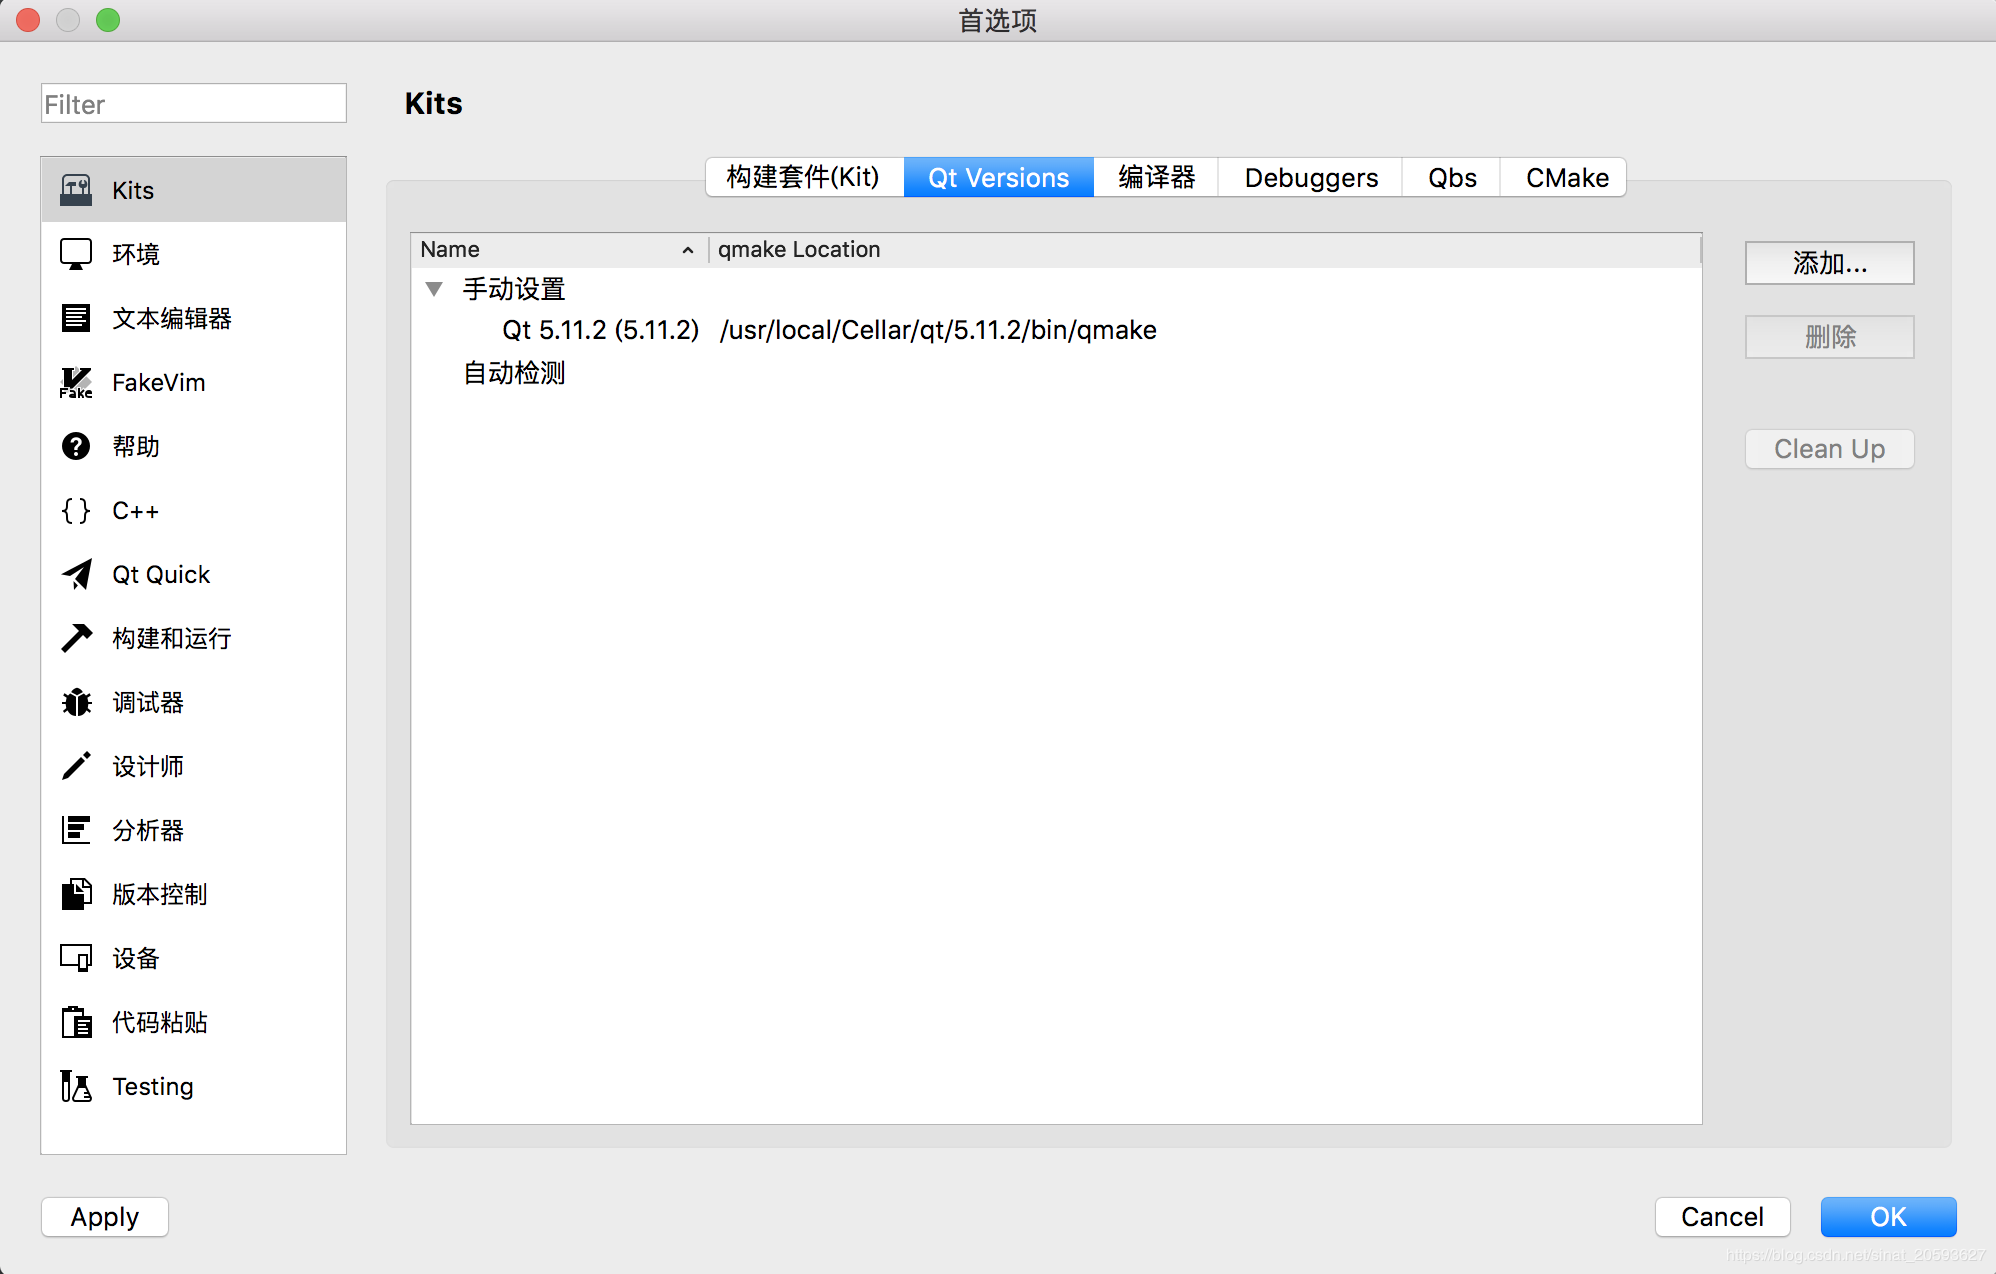 首选项
Filter
Kits
环境
文本编辑器
FakeVim
帮助
C++
Qt Quick
构建和运行
调试器
设计师
分析器
版本控制
设备
代码粘贴
Testing
Kits
构建套件(Kit) Qt Versions 编译器 Debuggers Qbs CMake
Name qmake Location
手动设置
Qt 5.11.2 (5.11.2) /usr/local/Cellar/qt/5.11.2/bin/qmake
自动检测
添加...
删除
Clean Up
Apply Cancel OK
https://blog.csdn.net/sinat_20593627